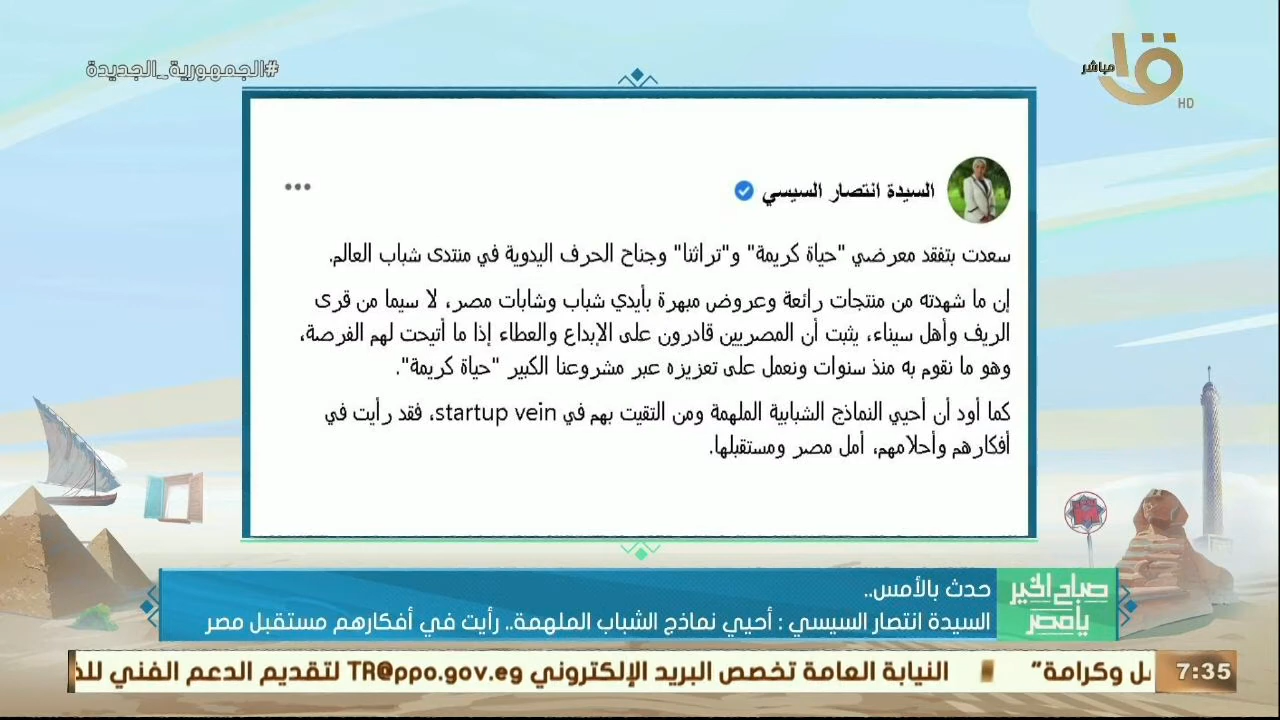 #الجمهورية_الجديدة
مباشر
HD
السيدة انتصار السيسي
سعدت بتفقد معرضي "حياة كريمة" و"تراثنا" وجناح الحرف اليدوية في منتدى شباب العالم.
إن ما شهدته من منتجات رائعة وعروض مبهرة بأيدي شباب وشابات مصر، لا سيما من قرى
الريف وأهل سيناء، يثبت أن المصريين قادرون على الإبداع والعطاء إذا ما أتيحت لهم الفرصة،
وهو ما نقوم به منذ سنوات ونعمل على تعزيزه عبر مشروعنا الكبير "حياة كريمة".
كما أود أن أحيي النماذج الشبابية الملهمة ومن التقيت بهم في startup vein، فقد رأيت في
أفكارهم وأحلامهم، أمل مصر ومستقبلها.
صباح الخير
يا مصر
حدث بالأمس..
السيدة انتصار السيسي : أحيي نماذج الشباب الملهمة.. رأيت في أفكارهم مستقبل مصر
7:35
وكرامة" النيابة العامة تخصص البريد الإلكتروني TR@ppo.gov.eg لتقديم الدعم الفني